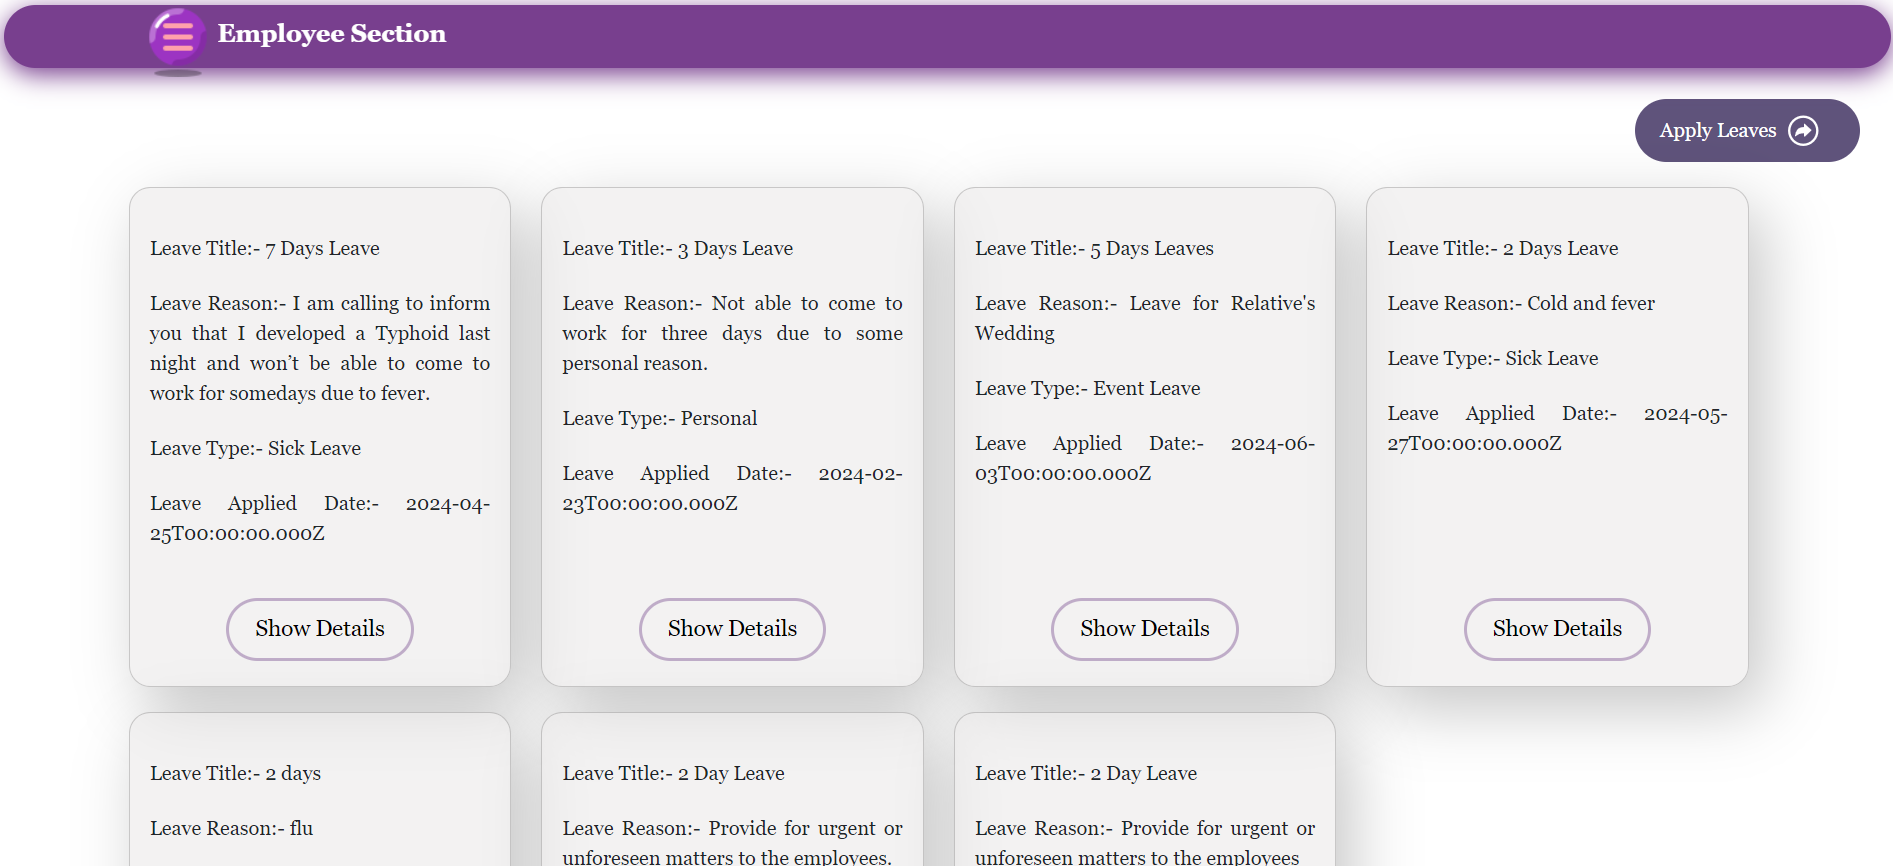 Employee Section
Apply Leaves
Leave Title:- 7 Days Leave
Leave Reason:- I am calling to inform
you that I developed a Typhoid last
night and won’t be able to come to
work for somedays due to fever.
Leave Type:- Sick Leave
Leave Applied Date:- 2024-04-
25T00:00:00.000Z
Show Details
Leave Title:- 3 Days Leave
Leave Reason:- Not able to come to
work for three days due to some
personal reason.
Leave Type:- Personal
Leave Applied Date:- 2024-02-
23T00:00:00.000Z
Show Details
Leave Title:- 5 Days Leaves
Leave Reason:- Leave for Relative's
Wedding
Leave Type:- Event Leave
Leave Applied Date:- 2024-06-
03T00:00:00.000Z
Show Details
Leave Title:- 2 Days Leave
Leave Reason:- Cold and fever
Leave Type:- Sick Leave
Leave Applied Date:- 2024-05-
27T00:00:00.000Z
Show Details
Leave Title:- 2 days
Leave Reason:- flu
Leave Title:- 2 Day Leave
Leave Reason:- Provide for urgent or
unforeseen matters to the employees.
Leave Title:- 2 Day Leave
Leave Reason:- Provide for urgent or
unforeseen matters to the employees